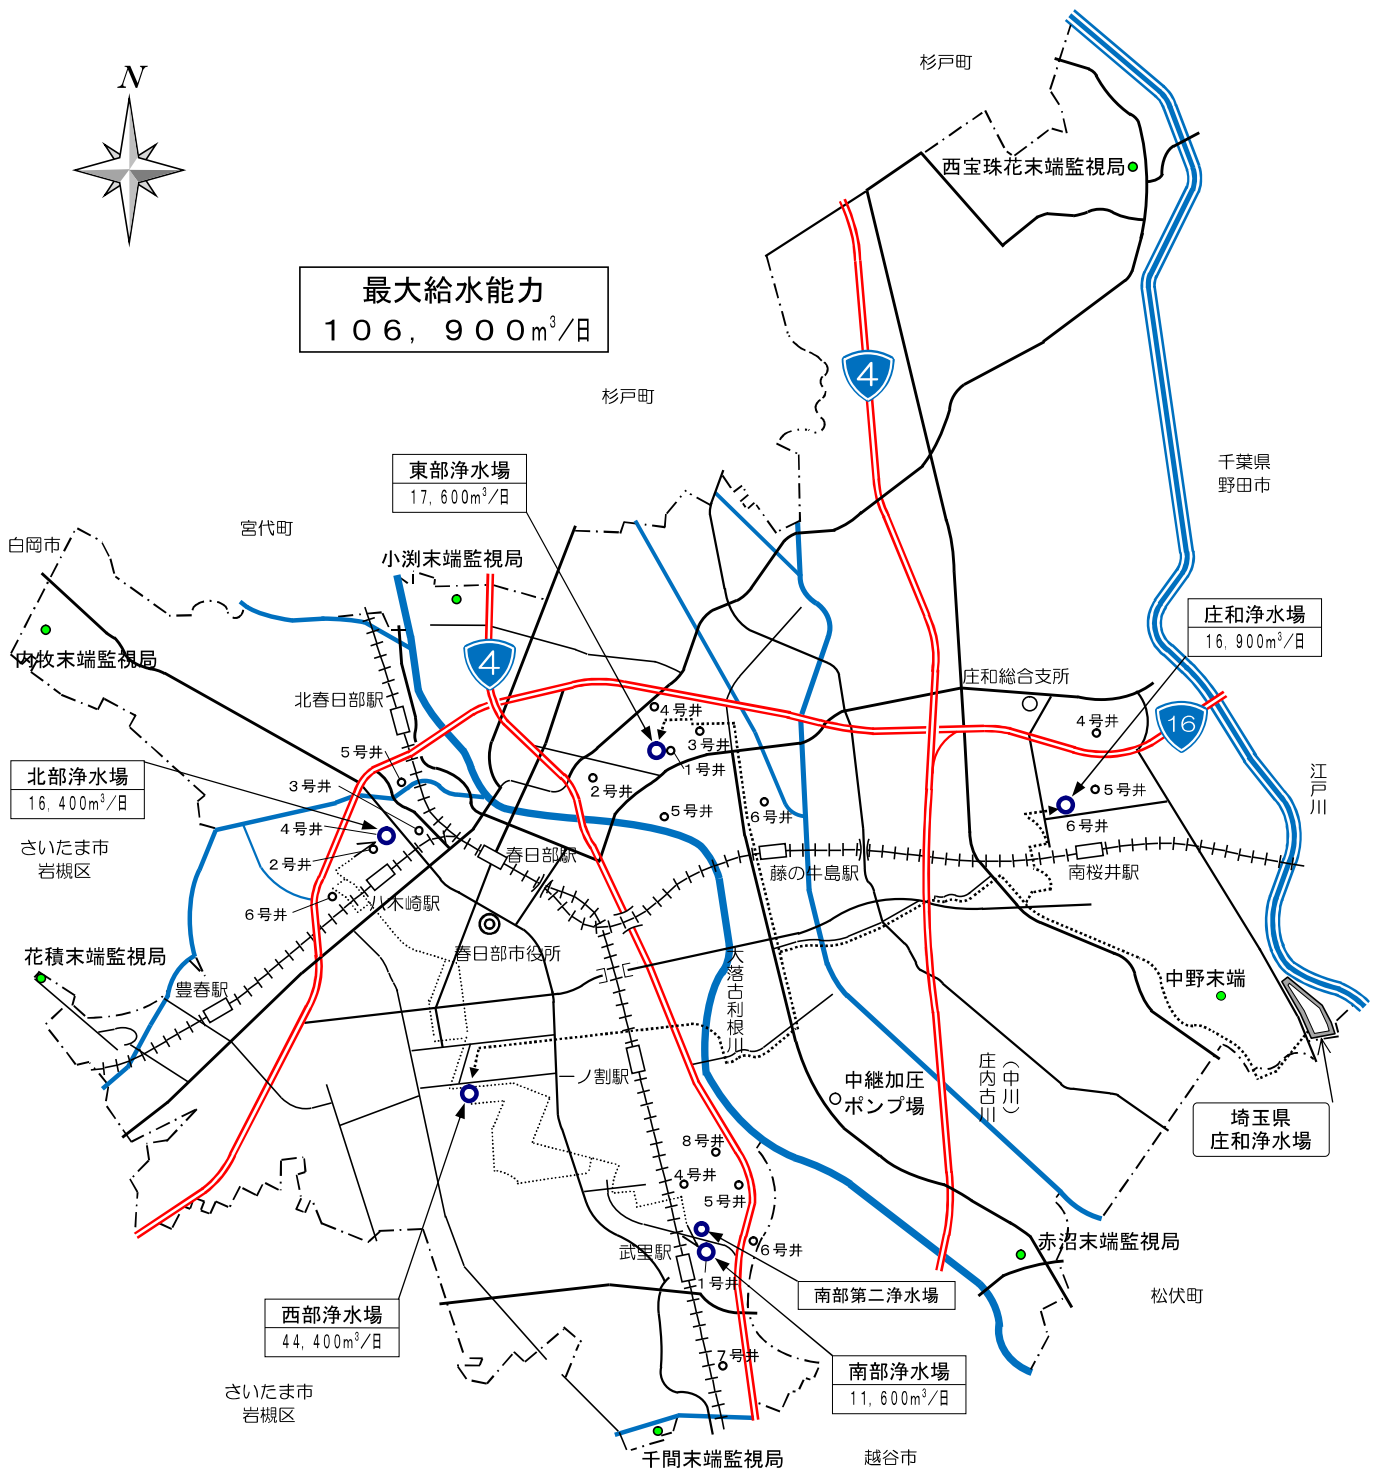 N
杉戸町
西宝珠花末端監視局
最大給水能力
106,900m³/日
4
杉戸町
千葉県
野田市
東部浄水場
17,600m³/日
宮代町
白岡市
小渕末端監視局
庄和浄水場
16,900m³/日
内牧末端監視局
4
庄和総合支所
北春日部駅
4号井
4号井
16
3号井
5号井
1号井
北部浄水場
16,400m³/日
3号井
2号井
5号井
江戸川
5号井
6号井
6号井
4号井
さいたま市
岩槻区
2号井
春日部駅
藤の牛島駅
南桜井駅
八木崎駅
6号井
春日部市役所
花積末端監視局
大落古利根川
中野末端
豊春駅
一ノ割駅
中継加圧
ポンプ場
庄内古川
(中川)
埼玉県
庄和浄水場
8号井
4号井
5号井
武里駅
6号井
赤沼末端監視局
1号井
南部第二浄水場
松伏町
西部浄水場
44,400m³/日
7号井
南部浄水場
11,600m³/日
さいたま市
岩槻区
千間末端監視局
越谷市